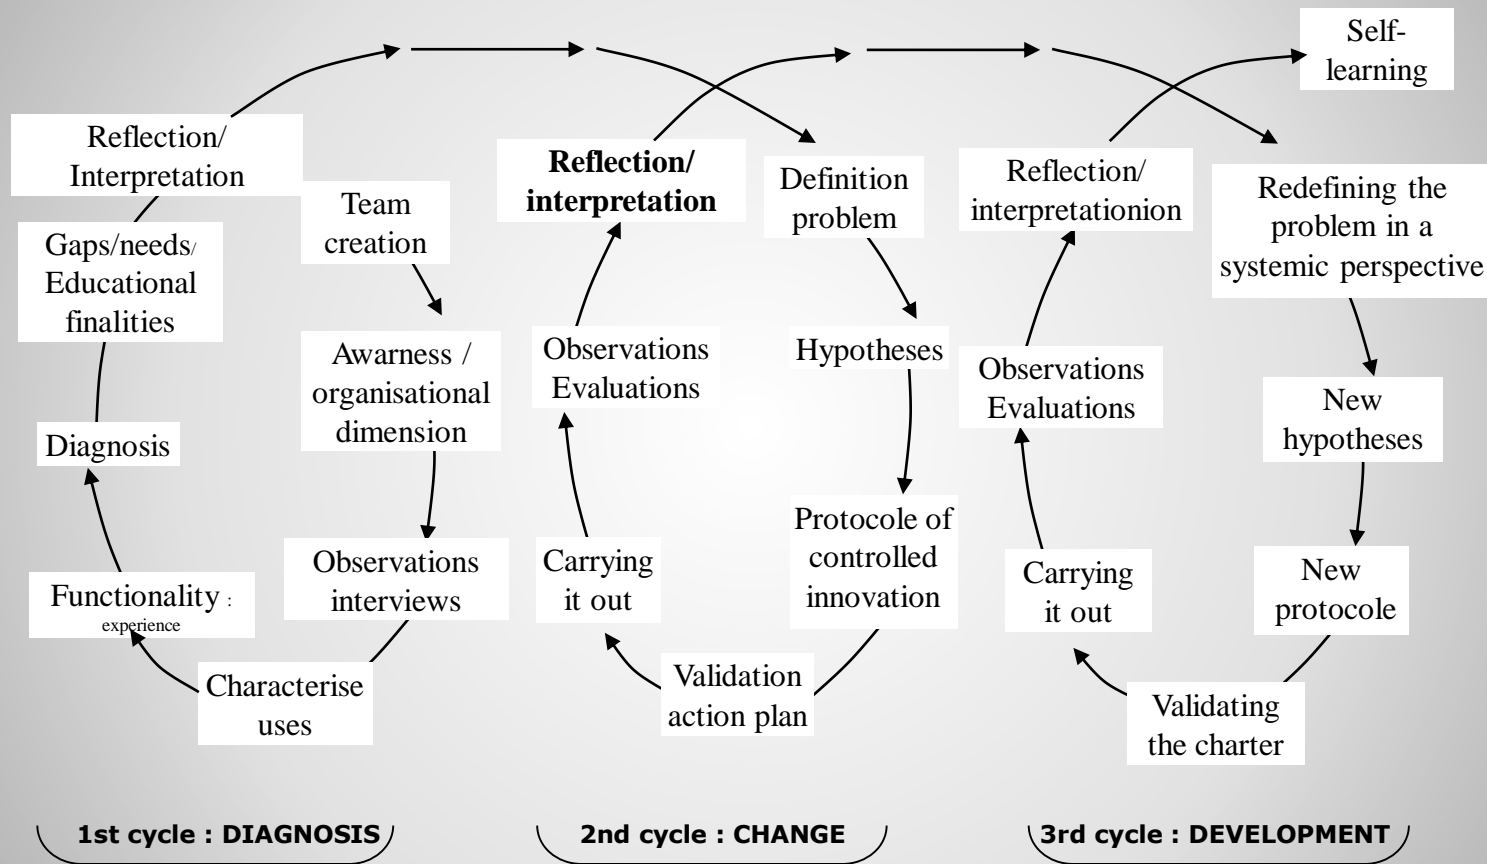 Self-
learning
Reflection/
Interpretation
Team
creation
Gaps/needs/
Educational
finalities
Awarness /
organisational
dimension
Diagnosis
Observations
interviews
Functionality :
experience
Characterise
uses
Reflection/
interpretation
Definition
problem
Observations
Evaluations
Hypotheses
Protocole of
controlled
innovation
Carrying
it out
Validation
action plan
Reflection/
interpretationion
Redefining the
problem in a
systemic perspective
Observations
Evaluations
New
hypotheses
Carrying
it out
New
protocole
Validating
the charter
1st cycle : DIAGNOSIS
2nd cycle : CHANGE
3rd cycle : DEVELOPMENT